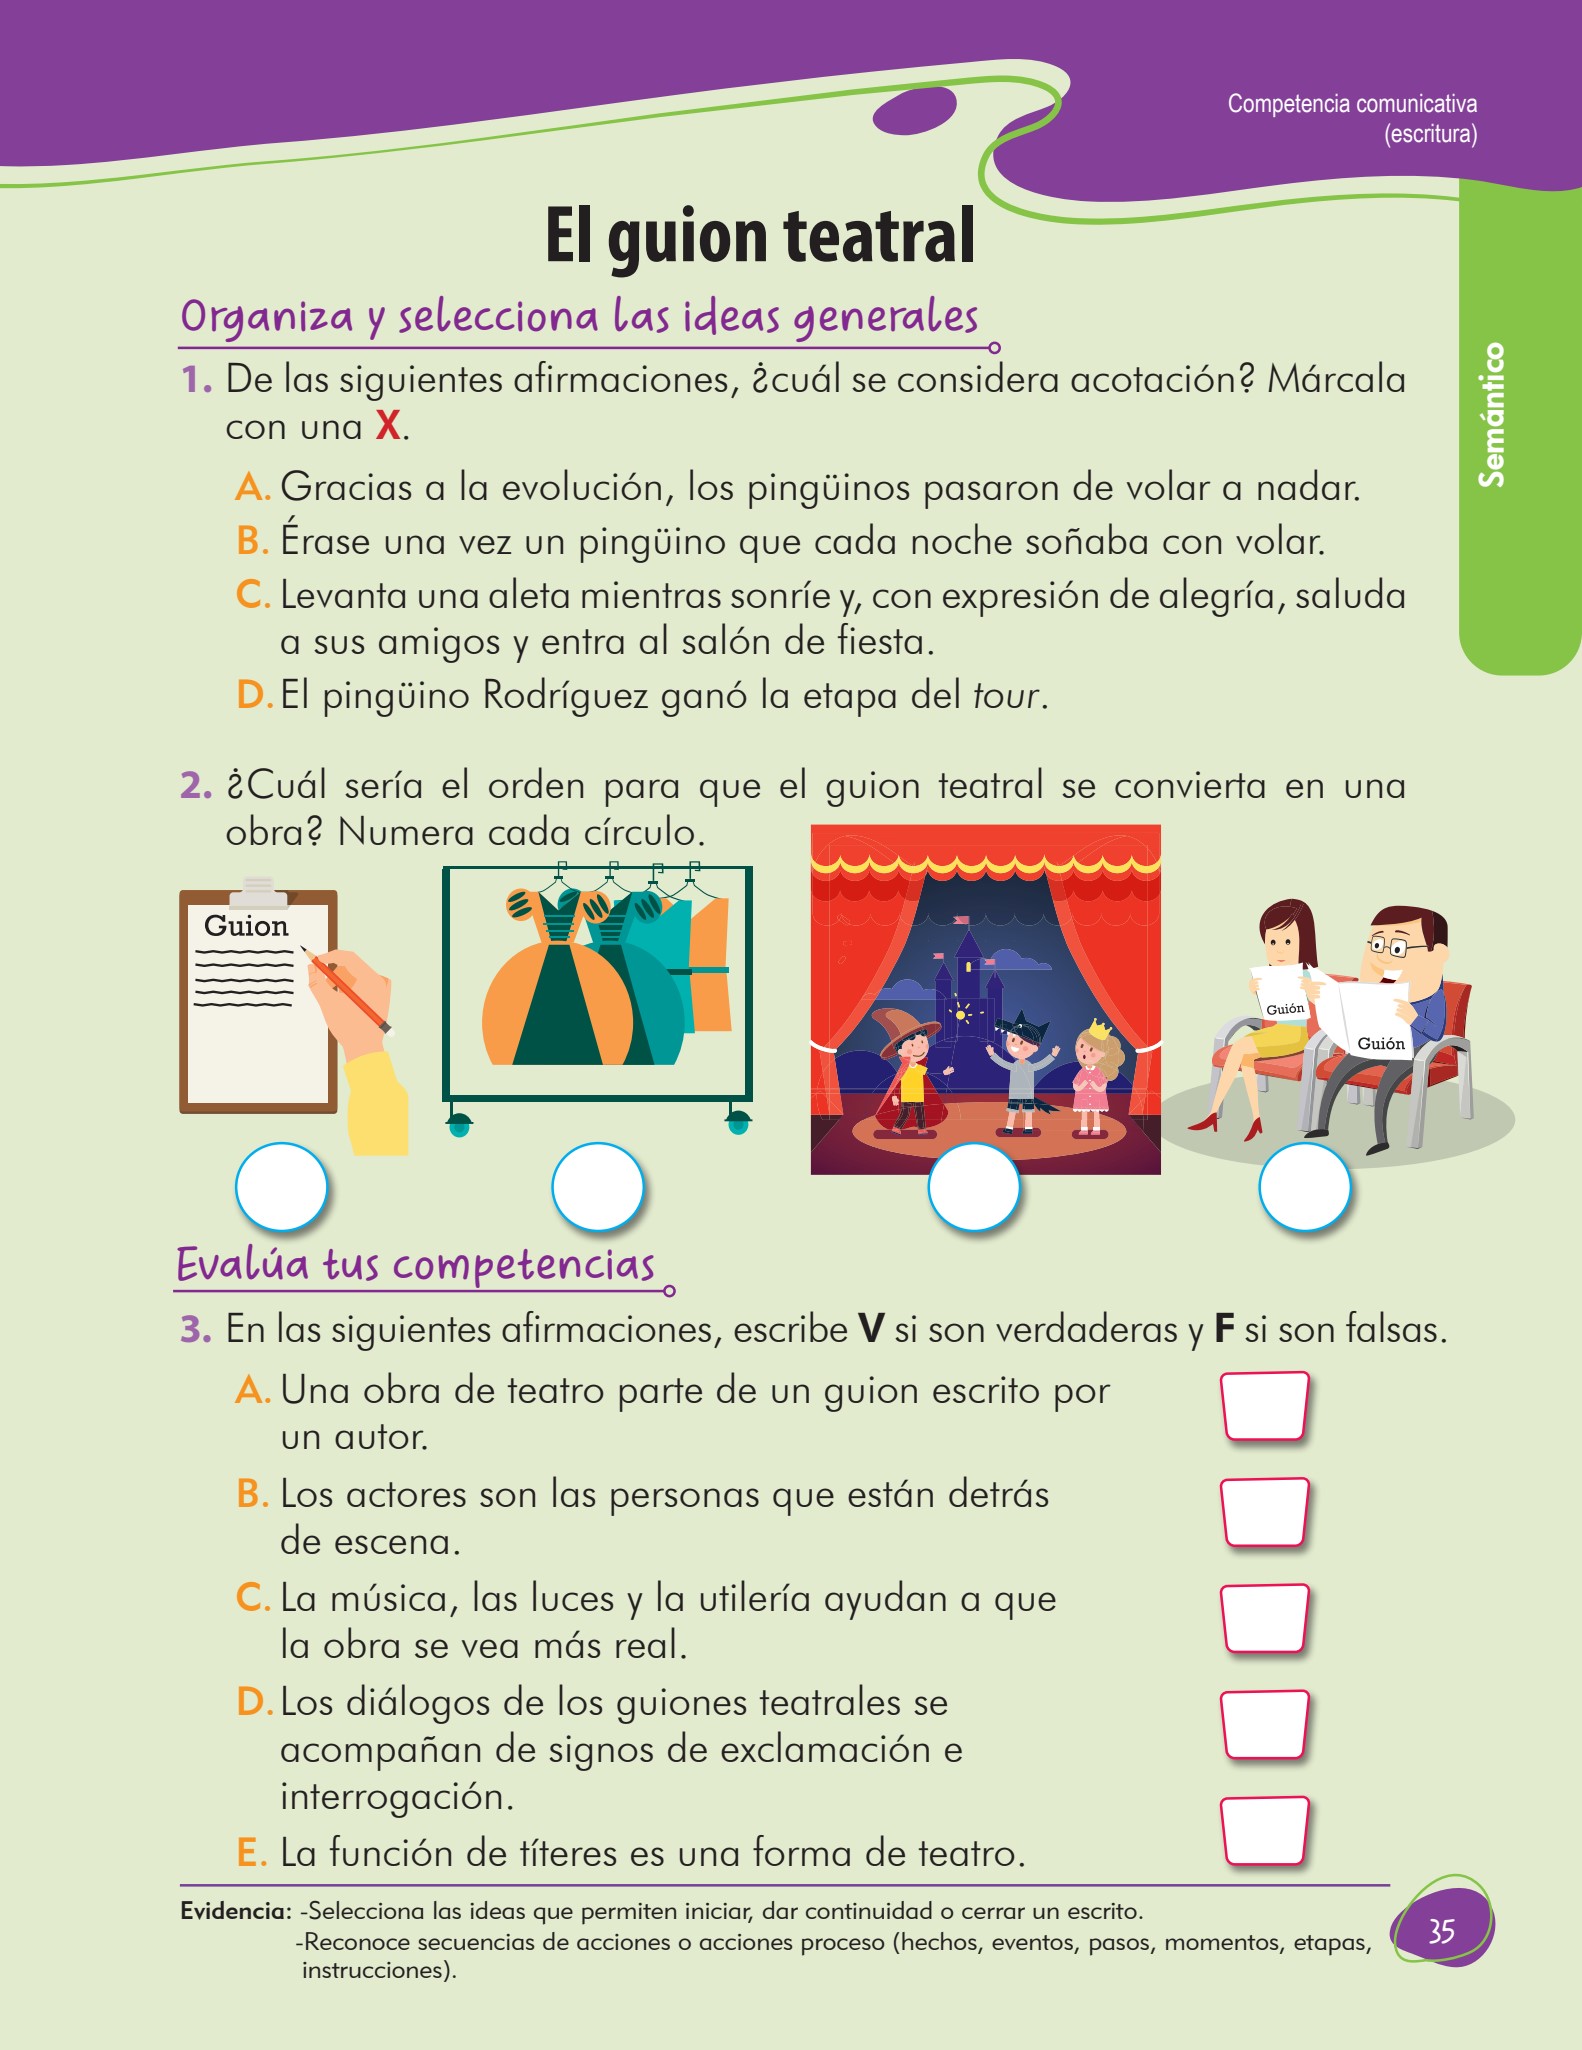 Competencia comunicativa
(escritura)
El guion teatral
Organiza y selecciona las ideas generales
Semántico
1. De las siguientes afirmaciones, ¿cuál se considera acotación? Márcala
con una X.
A. Gracias a la evolución, los pingüinos pasaron de volar a nadar.
B. Érase una vez un pingüino que cada noche soñaba con volar.
C. Levanta una aleta mientras sonríe y, con expresión de alegría, saluda
a sus amigos y entra al salón de fiesta.
D. El pingüino Rodríguez ganó la etapa del tour.
2. ¿Cuál sería el orden para que el guion teatral se convierta en una
obra? Numera cada círculo.
Guion
Guión
Guión
Evalúa tus competencias
3. En las siguientes afirmaciones, escribe V si son verdaderas y F si son falsas.
A. Una obra de teatro parte de un guion escrito por
un autor.
B. Los actores son las personas que están detrás
de escena.
C. La música, las luces y la utilería ayudan a que
la obra se vea más real.
D. Los diálogos de los guiones teatrales se
acompañan de signos de exclamación e
interrogación.
E. La función de títeres es una forma de teatro.
Evidencia: -Selecciona las ideas que permiten iniciar, dar continuidad o cerrar un escrito.
-Reconoce secuencias de acciones o acciones proceso (hechos, eventos, pasos, momentos, etapas,
instrucciones).
35